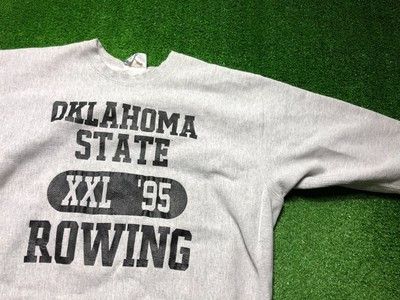 OKLAHOMA
STATE
XXL '95
ROWING